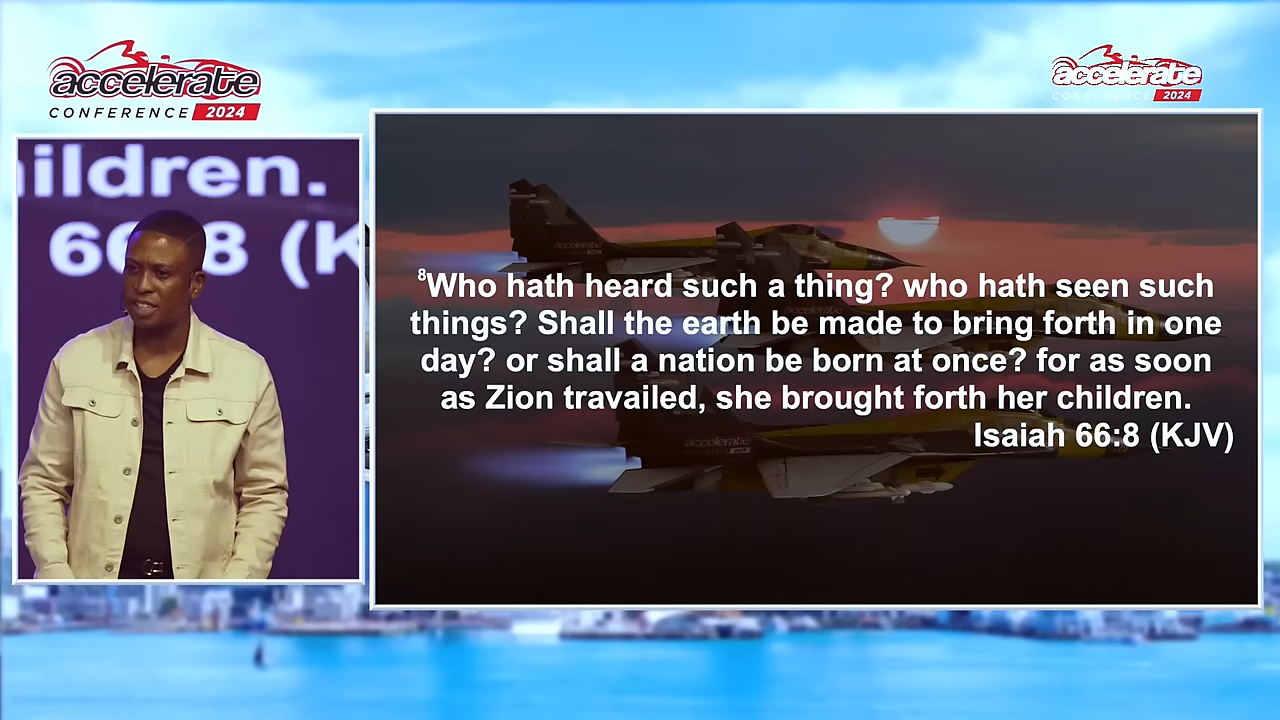 accelerate
CONFERENCE 2024
accelerate
CONFERENCE 2024
ildren.
66:8 (K
accelerate
⁸Who hath heard such a thing? who hath seen such
things? Shall the earth be made to bring forth in one
day? or shall a nation be born at once? for as soon
as Zion travailed, she brought forth her children.
Isaiah 66:8 (KJV)
accelerate